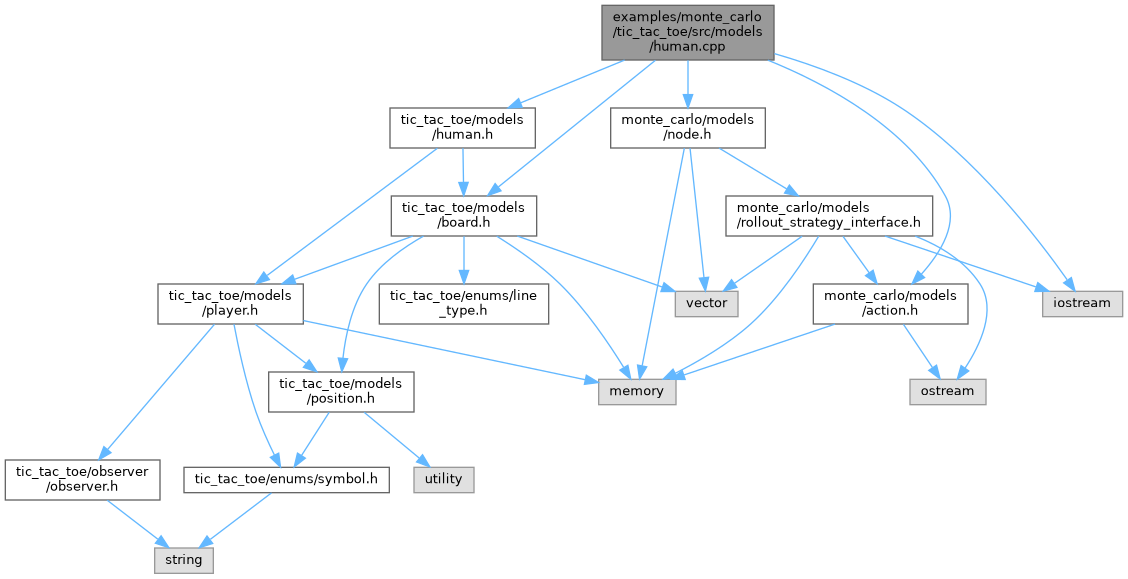 examples/monte_carlo
/tic_tac_toe/src/models
/human.cpp
tic_tac_toe/models
/human.h
monte_carlo/models
/node.h
tic_tac_toe/models
/board.h
monte_carlo/models
/rollout_strategy_interface.h
tic_tac_toe/models
/player.h
tic_tac_toe/enums/line
_type.h
vector
monte_carlo/models
/action.h
iostream
tic_tac_toe/models
/position.h
memory
ostream
tic_tac_toe/observer
/observer.h
tic_tac_toe/enums/symbol.h
utility
string